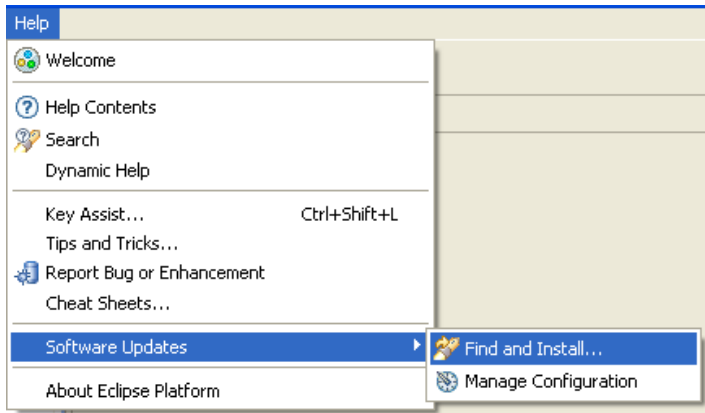 Help
Welcome
Help Contents
Search
Dynamic Help
Key Assist... Ctrl+Shift+L
Tips and Tricks...
Report Bug or Enhancement
Cheat Sheets...
Software Updates
Find and Install...
Manage Configuration
About Eclipse Platform